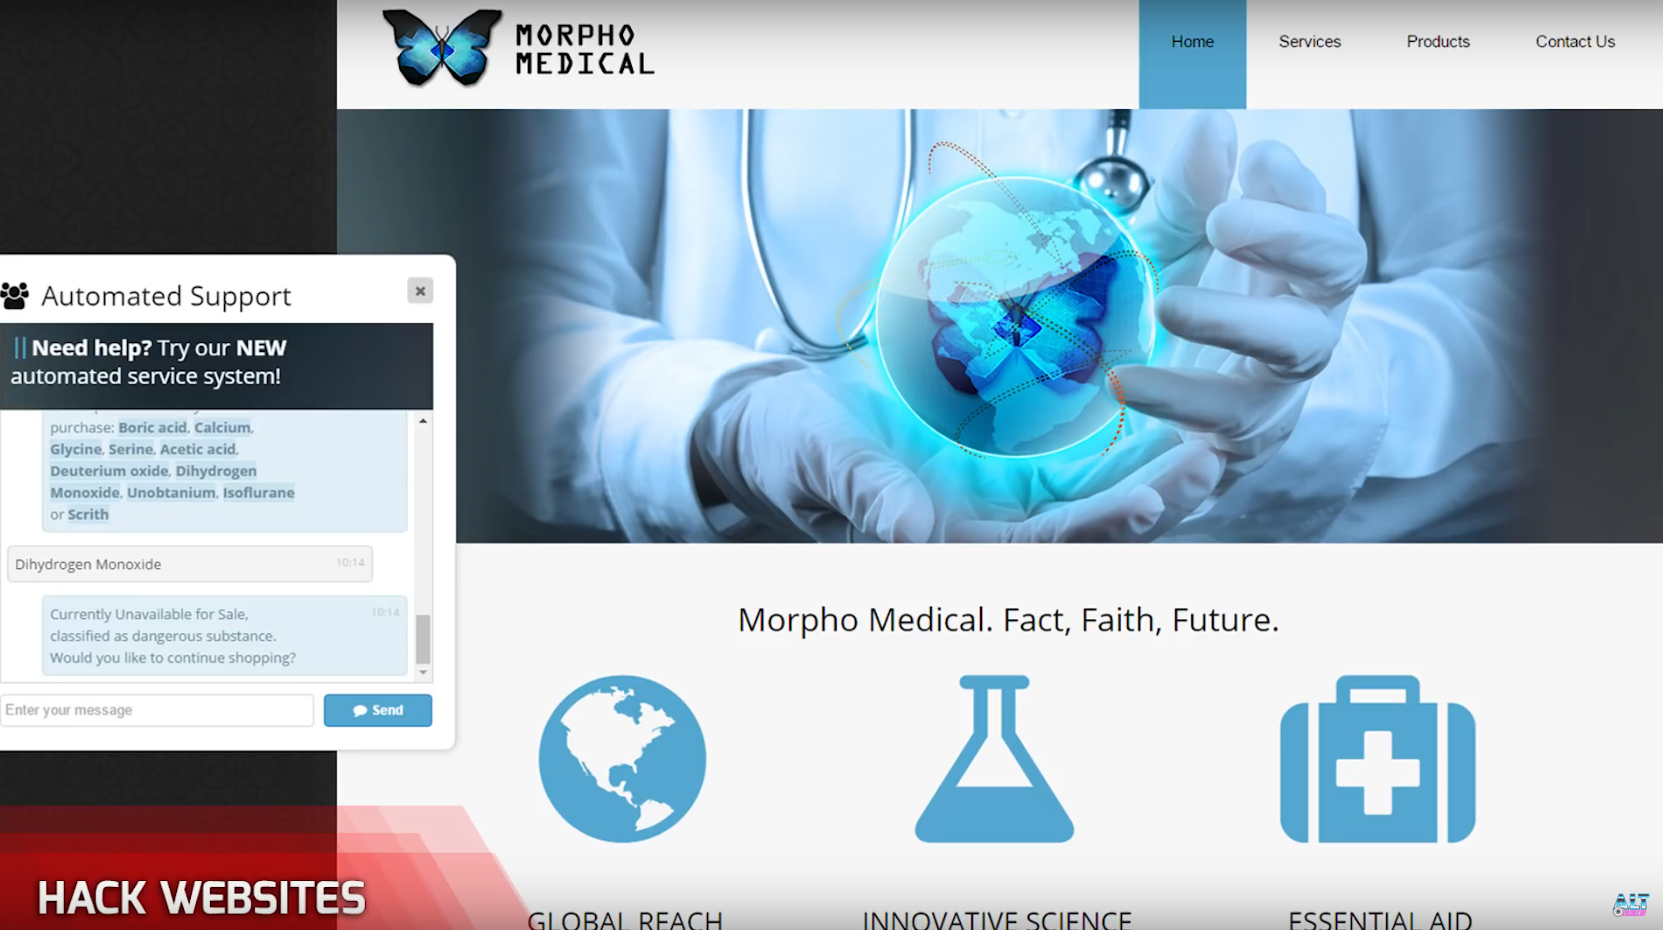 MORPHO
MEDICAL
Home
Services
Products
Contact Us
Automated Support
Need help? Try our NEW
automated service system!
purchase: Boric acid, Calcium,
Glycine, Serine, Acetic acid,
Deuterium oxide, Dihydrogen
Monoxide, Unobtanium, Isoflurane
or Scrith
Dihydrogen Monoxide 10:14
Currently Unavailable for Sale, 10:14
classified as dangerous substance.
Would you like to continue shopping?
Enter your message
Send
Morpho Medical. Fact, Faith, Future.
GLOBAL REACH
INNOVATIVE SCIENCE
ESSENTIAL AID
HACK WEBSITES
ALT